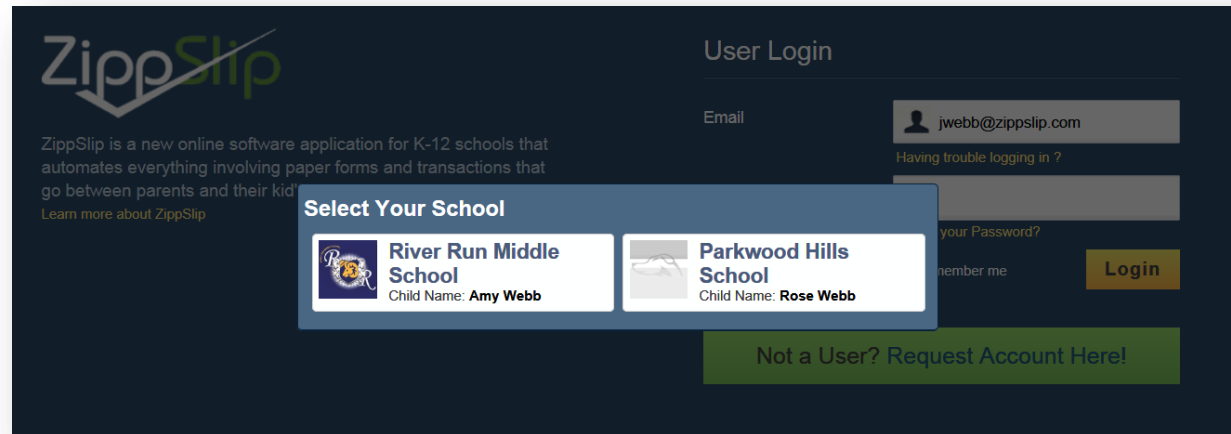 ZippSlip
ZippSlip is a new online software application for K-12 schools that
automates everything involving paper forms and transactions that
go between parents and their kid'
Learn more about ZippSlip
User Login
Email
jwebb@zippslip.com
Having trouble logging in ?
your Password?
me
Login
Not a User? Request Account Here!
Select Your School
River Run Middle
School
Child Name: Amy Webb
Parkwood Hills
School
Child Name: Rose Webb